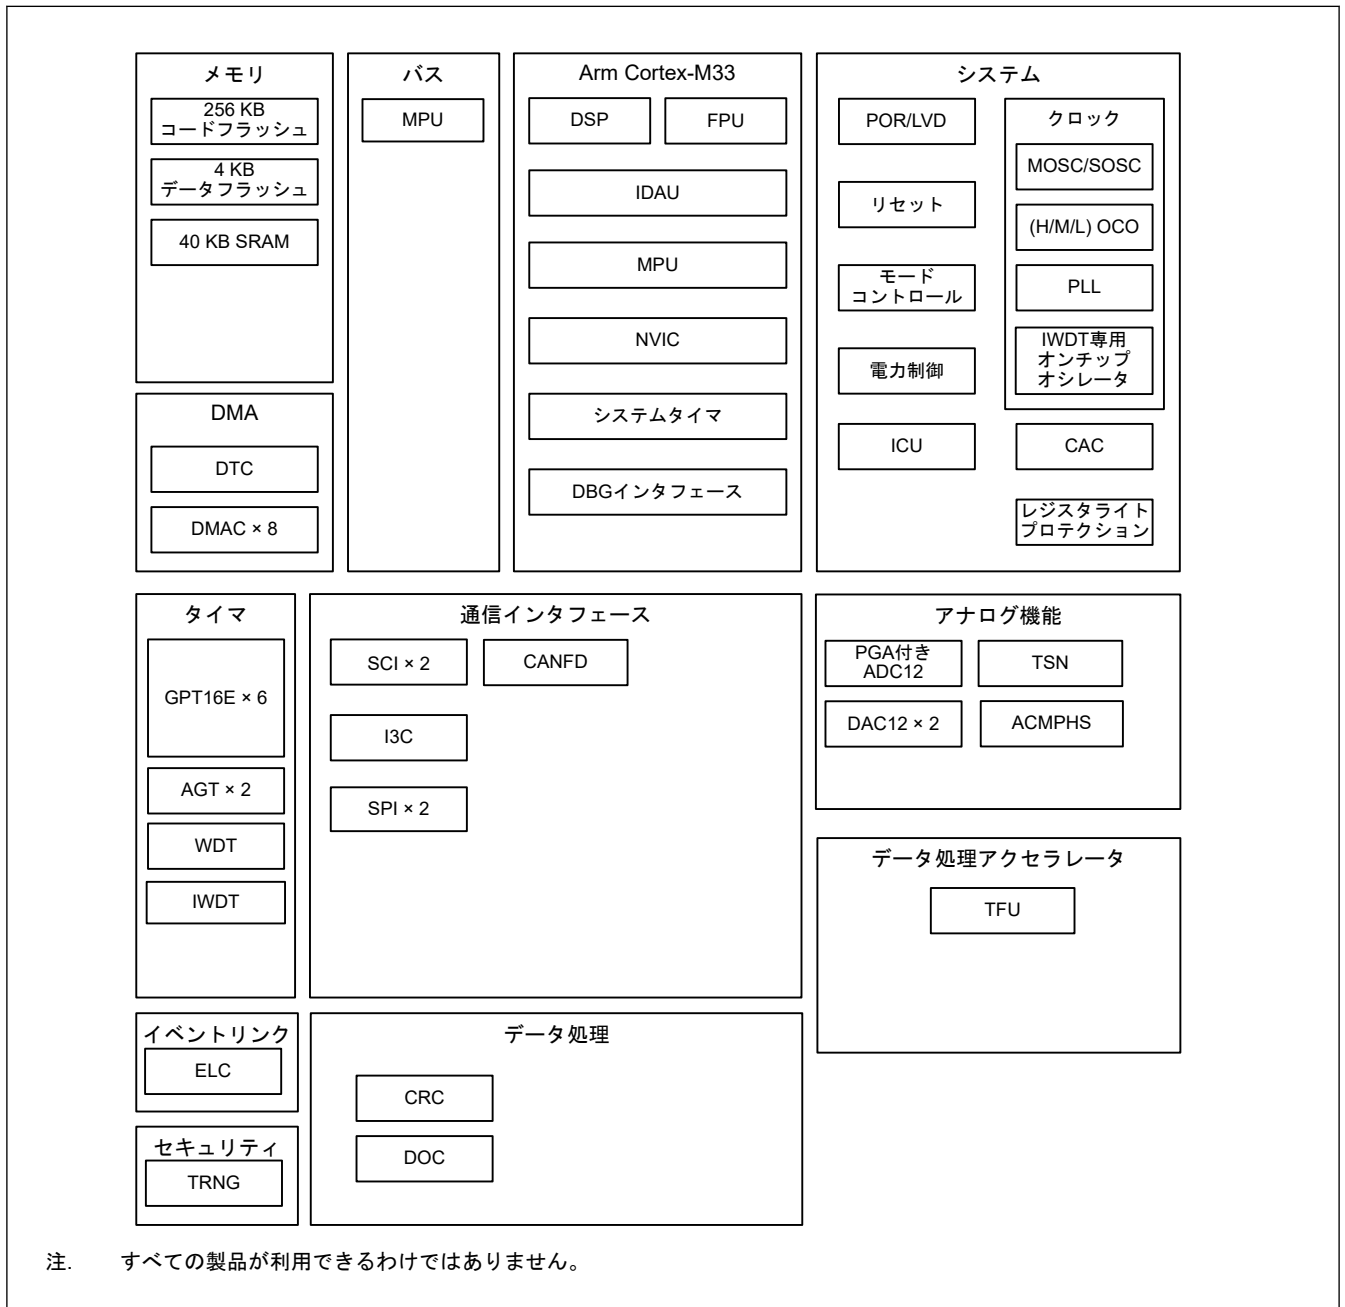 メモリ
256 KB
コードフラッシュ
4 KB
データフラッシュ
40 KB SRAM
DMA
DTC
DMAC × 8
バス
MPU
Arm Cortex-M33
DSP
FPU
IDAU
MPU
NVIC
システムタイマ
DBGインタフェース
システム
POR/LVD
リセット
モード
コントロール
電力制御
ICU
クロック
MOSC/SOSC
(H/M/L) OCO
PLL
IWDT専用
オンチップ
オシレータ
CAC
レジスタライト
プロテクション
タイマ
GPT16E × 6
AGT × 2
WDT
IWDT
通信インタフェース
SCI × 2
CANFD
I3C
SPI × 2
アナログ機能
PGA付き
ADC12
TSN
DAC12 × 2
ACMPHS
データ処理アクセラレータ
TFU
イベントリンク
ELC
セキュリティ
TRNG
データ処理
CRC
DOC
注. すべての製品が利用できるわけではありません。